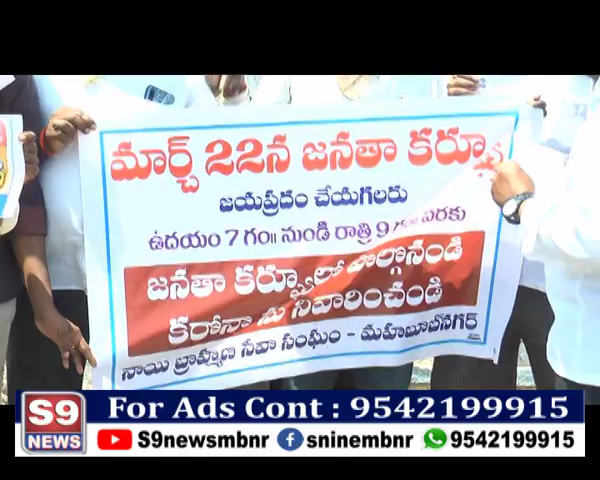 మార్చ్ 22న జనతా కర్ఫ్యూ
జయప్రదం చేయగలరు
ఉదయం 7 గం॥ నుండి రాత్రి 9 గం॥ వరకు
జనతా కర్ఫ్యూలో పాల్గొనండి
కరోనా ను నివారించండి
నాయి బ్రాహ్మణ సేవా సంఘం - మహబూబ్‌నగర్
S9 NEWS
For Ads Cont : 9542199915
S9newsmbnr sninembnr 9542199915